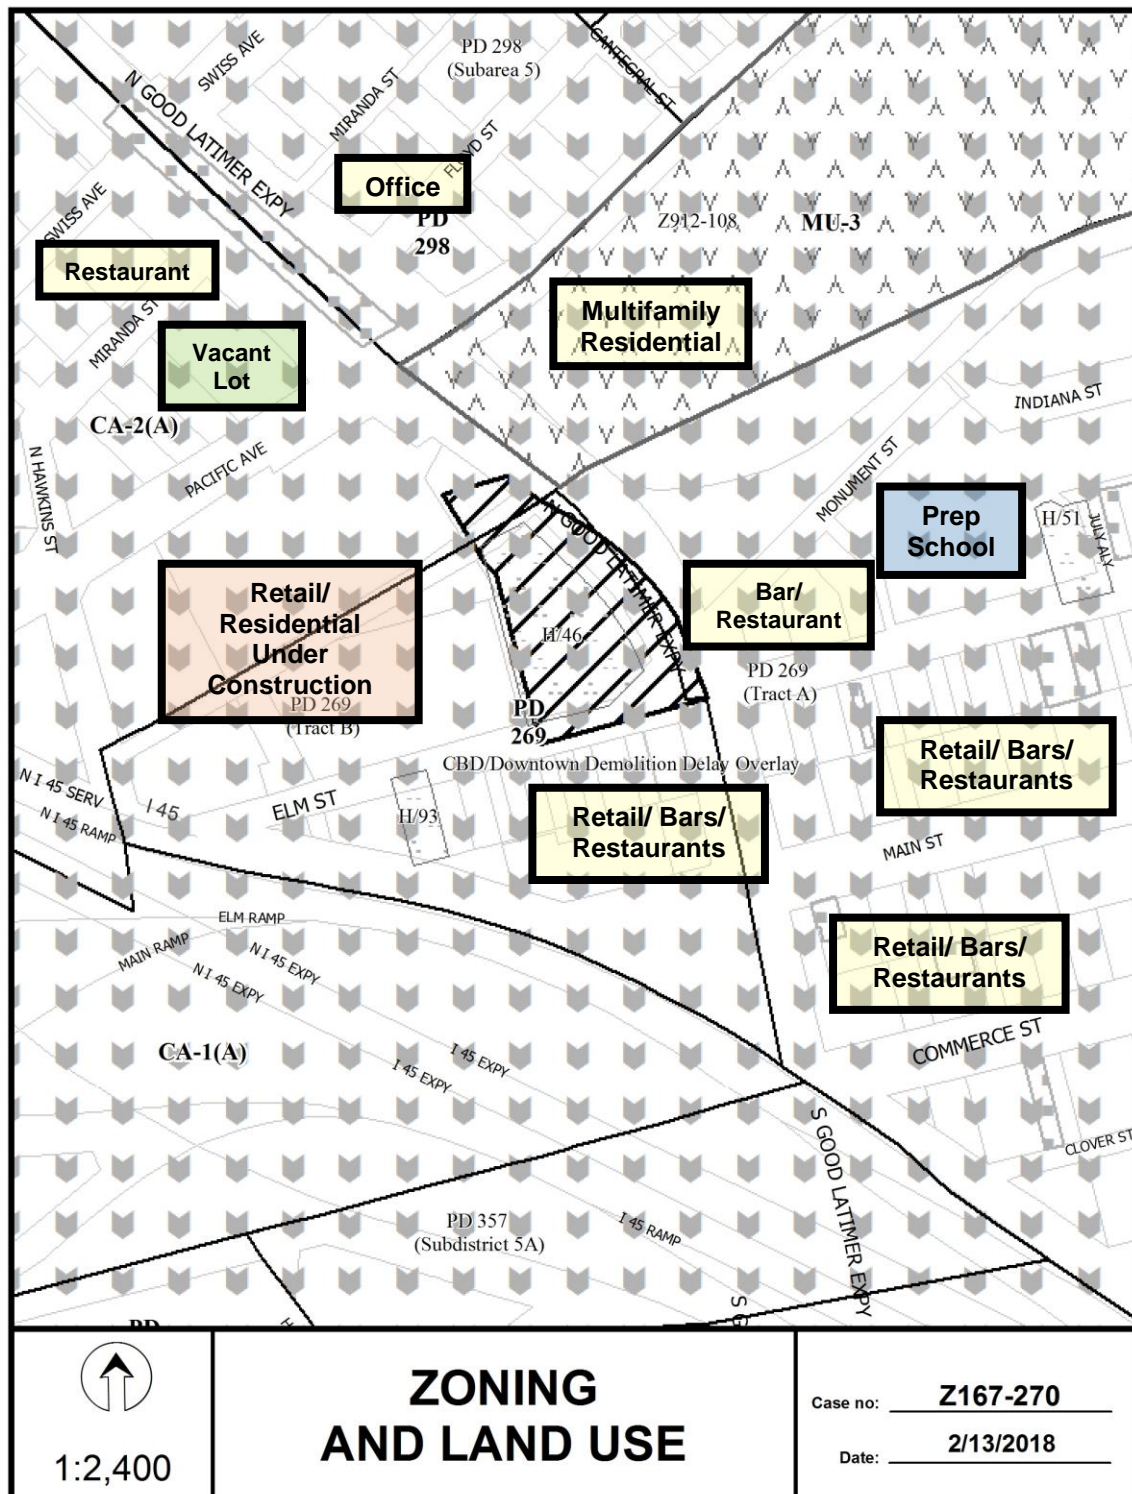 PD 298
(Subarea 5)
CANTEGRAL ST
SWISS AVE
MIRANDA ST
N GOOD LATIMER EXPY
Office
PD
298
SWISS AVE
Restaurant
Z912-108
MU-3
MIRANDA ST
Vacant
Lot
Multifamily
Residential
CA-2(A)
INDIANA ST
PACIFIC AVE
MONUMENT ST
N HAWKINS ST
Prep
School
H/51
JULY ALY
N GOOD LATIMER EXPY
Retail/
Residential
Under
Construction
Bar/
Restaurant
H/46
PD 269
(Tract B)
PD 269
(Tract A)
PD
269
CBD/Downtown Demolition Delay Overlay
Retail/ Bars/
Restaurants
N I 45 SERV
N I 45 RAMP
I 45
ELM ST
H/93
Retail/ Bars/
Restaurants
MAIN ST
ELM RAMP
MAIN RAMP
N I 45 EXPY
N I 45 EXPY
Retail/ Bars/
Restaurants
CA-1(A)
I 45 EXPY
I 45 EXPY
COMMERCE ST
CLOVER ST
S GOOD LATIMER EXPY
PD 357
(Subdistrict 5A)
I 45 RAMP
S G
PD
1:2,400
ZONING
AND LAND USE
Case no: Z167-270
Date: 2/13/2018